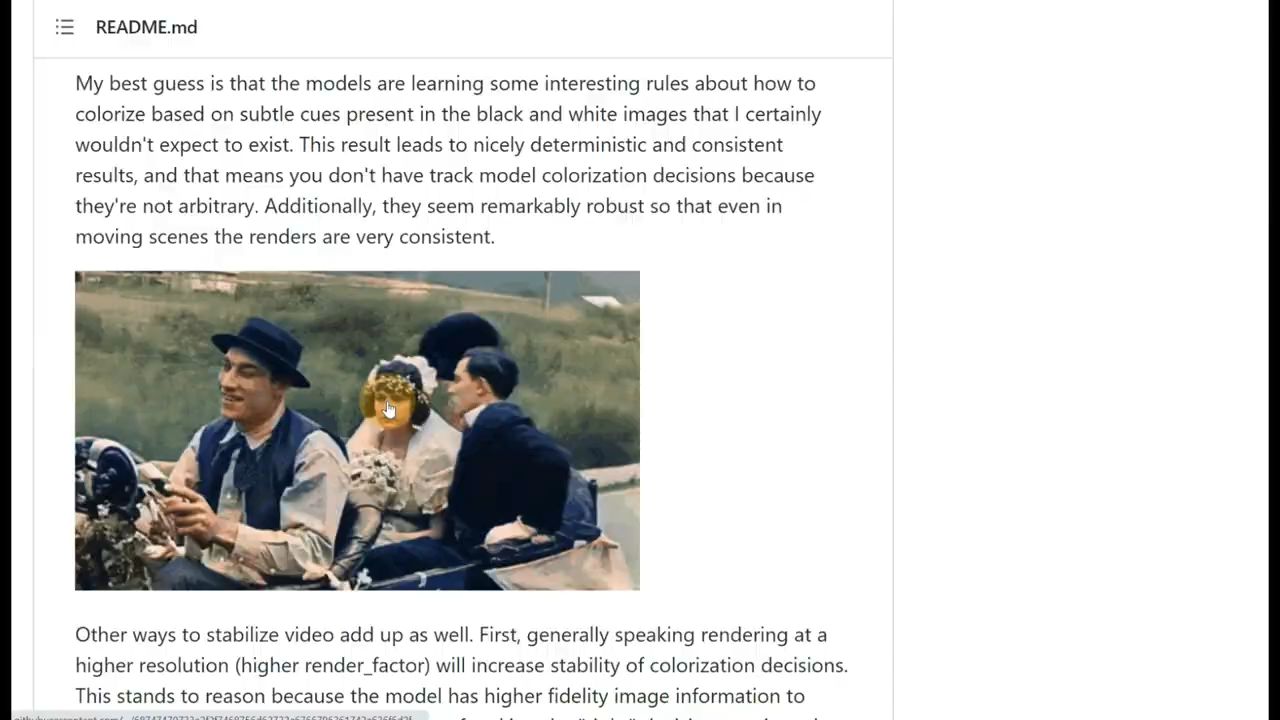 README.md
My best guess is that the models are learning some interesting rules about how to
colorize based on subtle cues present in the black and white images that I certainly
wouldn't expect to exist. This result leads to nicely deterministic and consistent
results, and that means you don't have track model colorization decisions because
they're not arbitrary. Additionally, they seem remarkably robust so that even in
moving scenes the renders are very consistent.
Other ways to stabilize video add up as well. First, generally speaking rendering at a
higher resolution (higher render_factor) will increase stability of colorization decisions.
This stands to reason because the model has higher fidelity image information to